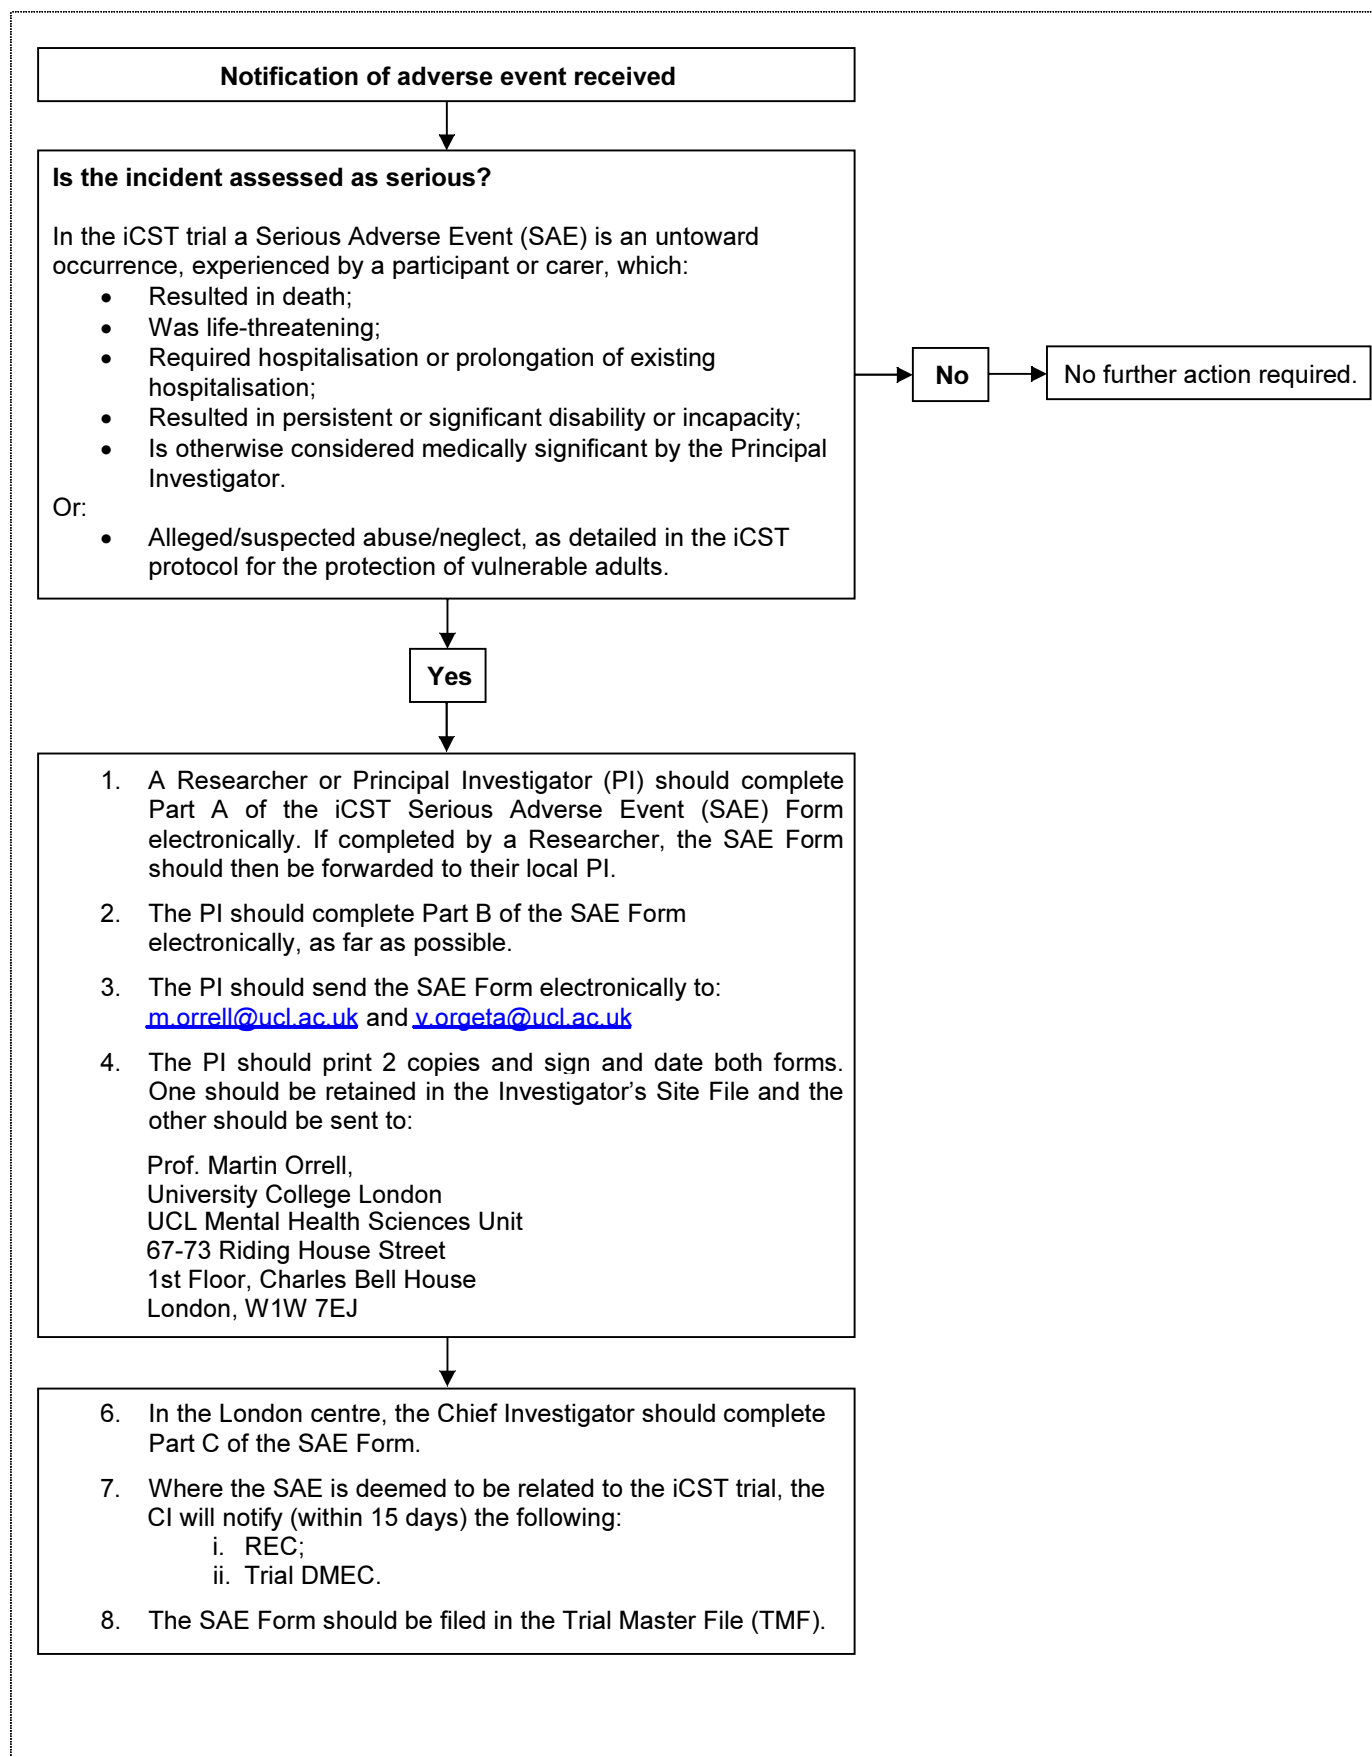 Notification of adverse event received
Is the incident assessed as serious?
In the iCST trial a Serious Adverse Event (SAE) is an untoward
occurrence, experienced by a participant or carer, which:
• Resulted in death;
• Was life-threatening;
• Required hospitalisation or prolongation of existing
hospitalisation;
• Resulted in persistent or significant disability or incapacity;
• Is otherwise considered medically significant by the Principal
Investigator.
Or:
• Alleged/suspected abuse/neglect, as detailed in the iCST
protocol for the protection of vulnerable adults.
No
No further action required.
Yes
1. A Researcher or Principal Investigator (PI) should complete
Part A of the iCST Serious Adverse Event (SAE) Form
electronically. If completed by a Researcher, the SAE Form
should then be forwarded to their local PI.
2. The PI should complete Part B of the SAE Form
electronically, as far as possible.
3. The PI should send the SAE Form electronically to:
m.orrell@ucl.ac.uk and v.orgeta@ucl.ac.uk
4. The PI should print 2 copies and sign and date both forms.
One should be retained in the Investigator’s Site File and the
other should be sent to:
Prof. Martin Orrell,
University College London
UCL Mental Health Sciences Unit
67-73 Riding House Street
1st Floor, Charles Bell House
London, W1W 7EJ
6. In the London centre, the Chief Investigator should complete
Part C of the SAE Form.
7. Where the SAE is deemed to be related to the iCST trial, the
CI will notify (within 15 days) the following:
i. REC;
ii. Trial DMEC.
8. The SAE Form should be filed in the Trial Master File (TMF).